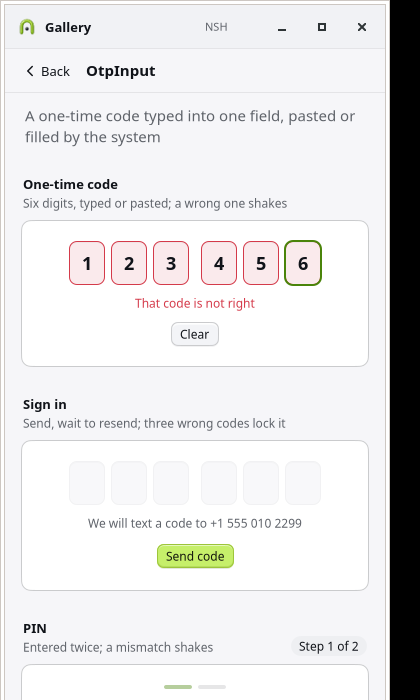 Gallery
NSH
Back
OtpInput
A one-time code typed into one field, pasted or
filled by the system
One-time code
Six digits, typed or pasted; a wrong one shakes
1 2 3 4 5 6
That code is not right
Clear
Sign in
Send, wait to resend; three wrong codes lock it
We will text a code to +1 555 010 2299
Send code
PIN
Entered twice; a mismatch shakes
Step 1 of 2